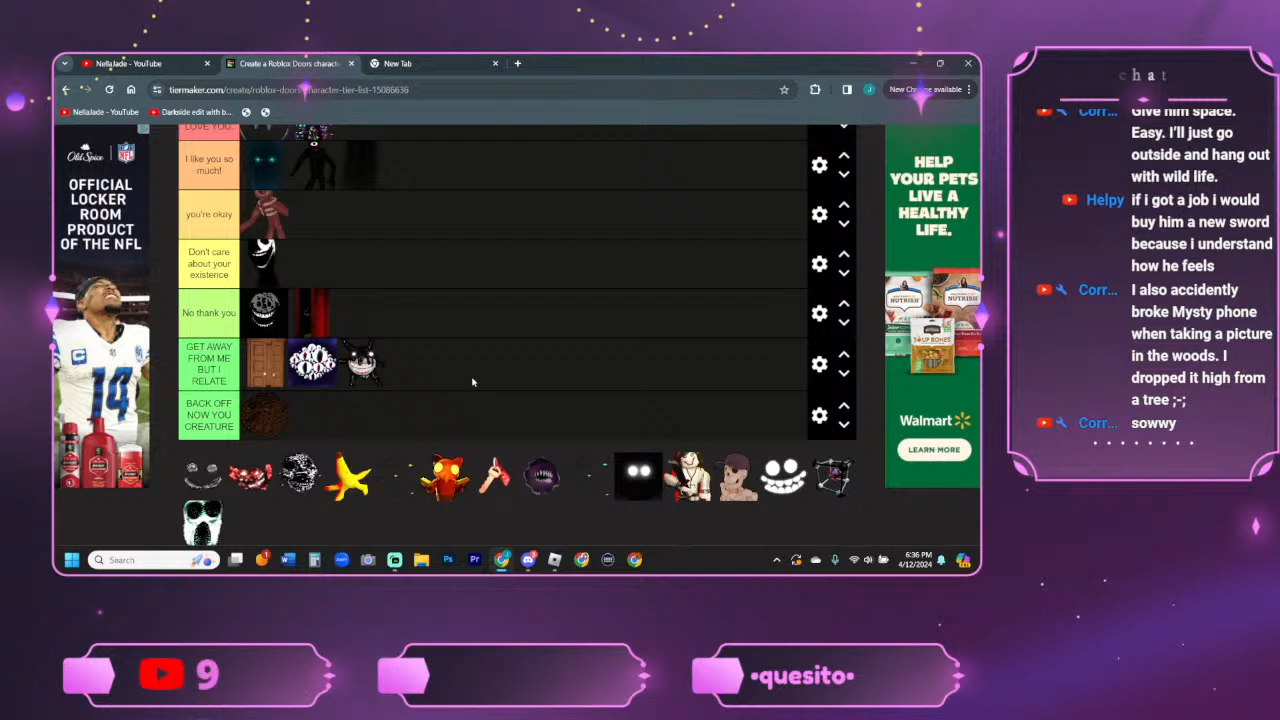 NellaJade - YouTube
Create a Roblox Doors charact
New Tab
tiermaker.com/create/roblox-doors-character-tier-list-15086636
New Chrome available
NellaJade - YouTube
Darkside edit with b...
Old Spice
NFL
OFFICIAL
LOCKER
ROOM
PRODUCT
OF THE NFL
14
LOVE YOU.
I like you so
much!
you're okay
Don't care
about your
existence
No thank you
GET AWAY
FROM ME
BUT I
RELATE
BACK OFF
NOW YOU
CREATURE
HELP
YOUR PETS
LIVE A
HEALTHY
LIFE.
NUTRISH
SOUP BONES
Walmart
LEARN MORE
Search
6:36 PM
4/12/2024
chat
Corr... Give him space.
Easy. I'll just go
outside and hang out
with wild life.
Helpy if i got a job i would
buy him a new sword
because i understand
how he feels
Corr... I also accidently
broke Mysty phone
when taking a picture
in the woods. I
dropped it high from
a tree ;-;
Corr... sowwy
9
•quesito•